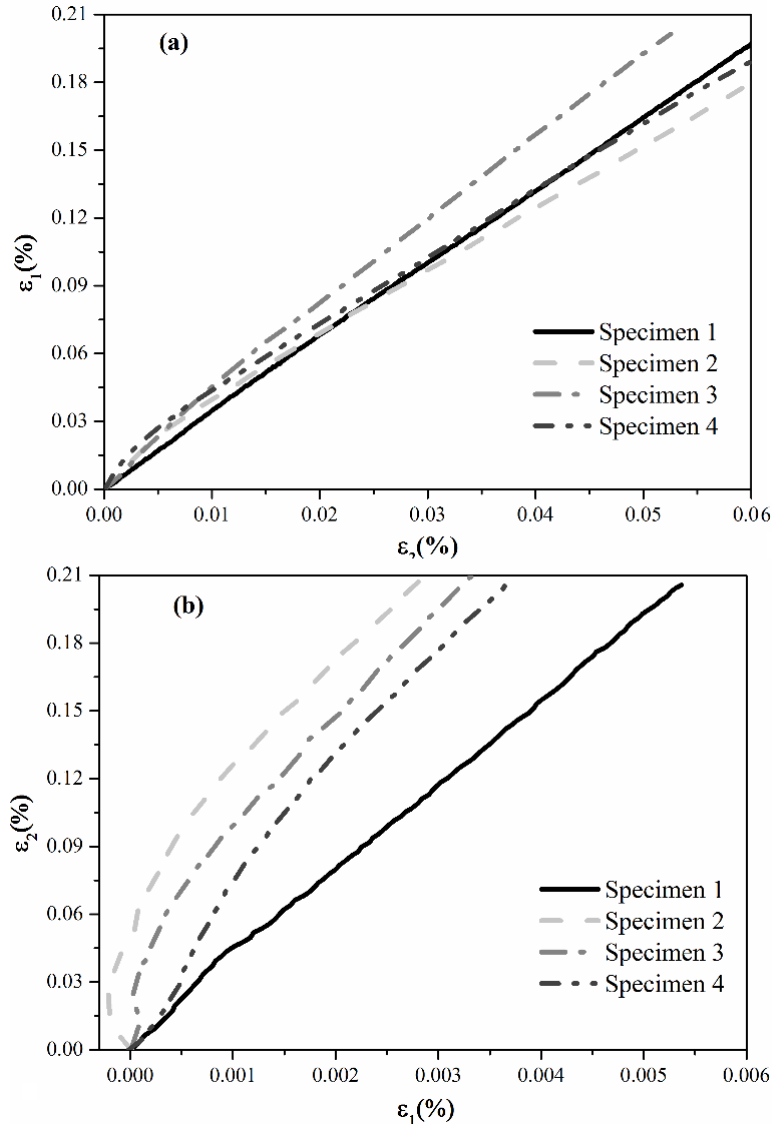 (a)
0.21
0.18
0.15
0.12
0.09
0.06
0.03
0.00
ε1(%)
Specimen 1
Specimen 2
Specimen 3
Specimen 4
0.00 0.01 0.02 0.03 0.04 0.05 0.06
ε2(%)
(b)
0.21
0.18
0.15
0.12
0.09
0.06
0.03
0.00
ε2(%)
Specimen 1
Specimen 2
Specimen 3
Specimen 4
0.000 0.001 0.002 0.003 0.004 0.005 0.006
ε1(%)